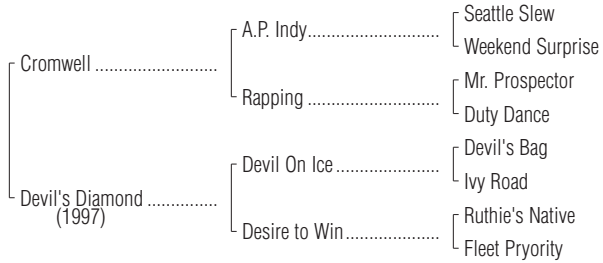 Seattle Slew
A.P. Indy
Weekend Surprise
Cromwell
Mr. Prospector
Rapping
Duty Dance
Devil's Bag
Devil On Ice
Ivy Road
Devil's Diamond
(1997)
Ruthie's Native
Desire to Win
Fleet Pryority